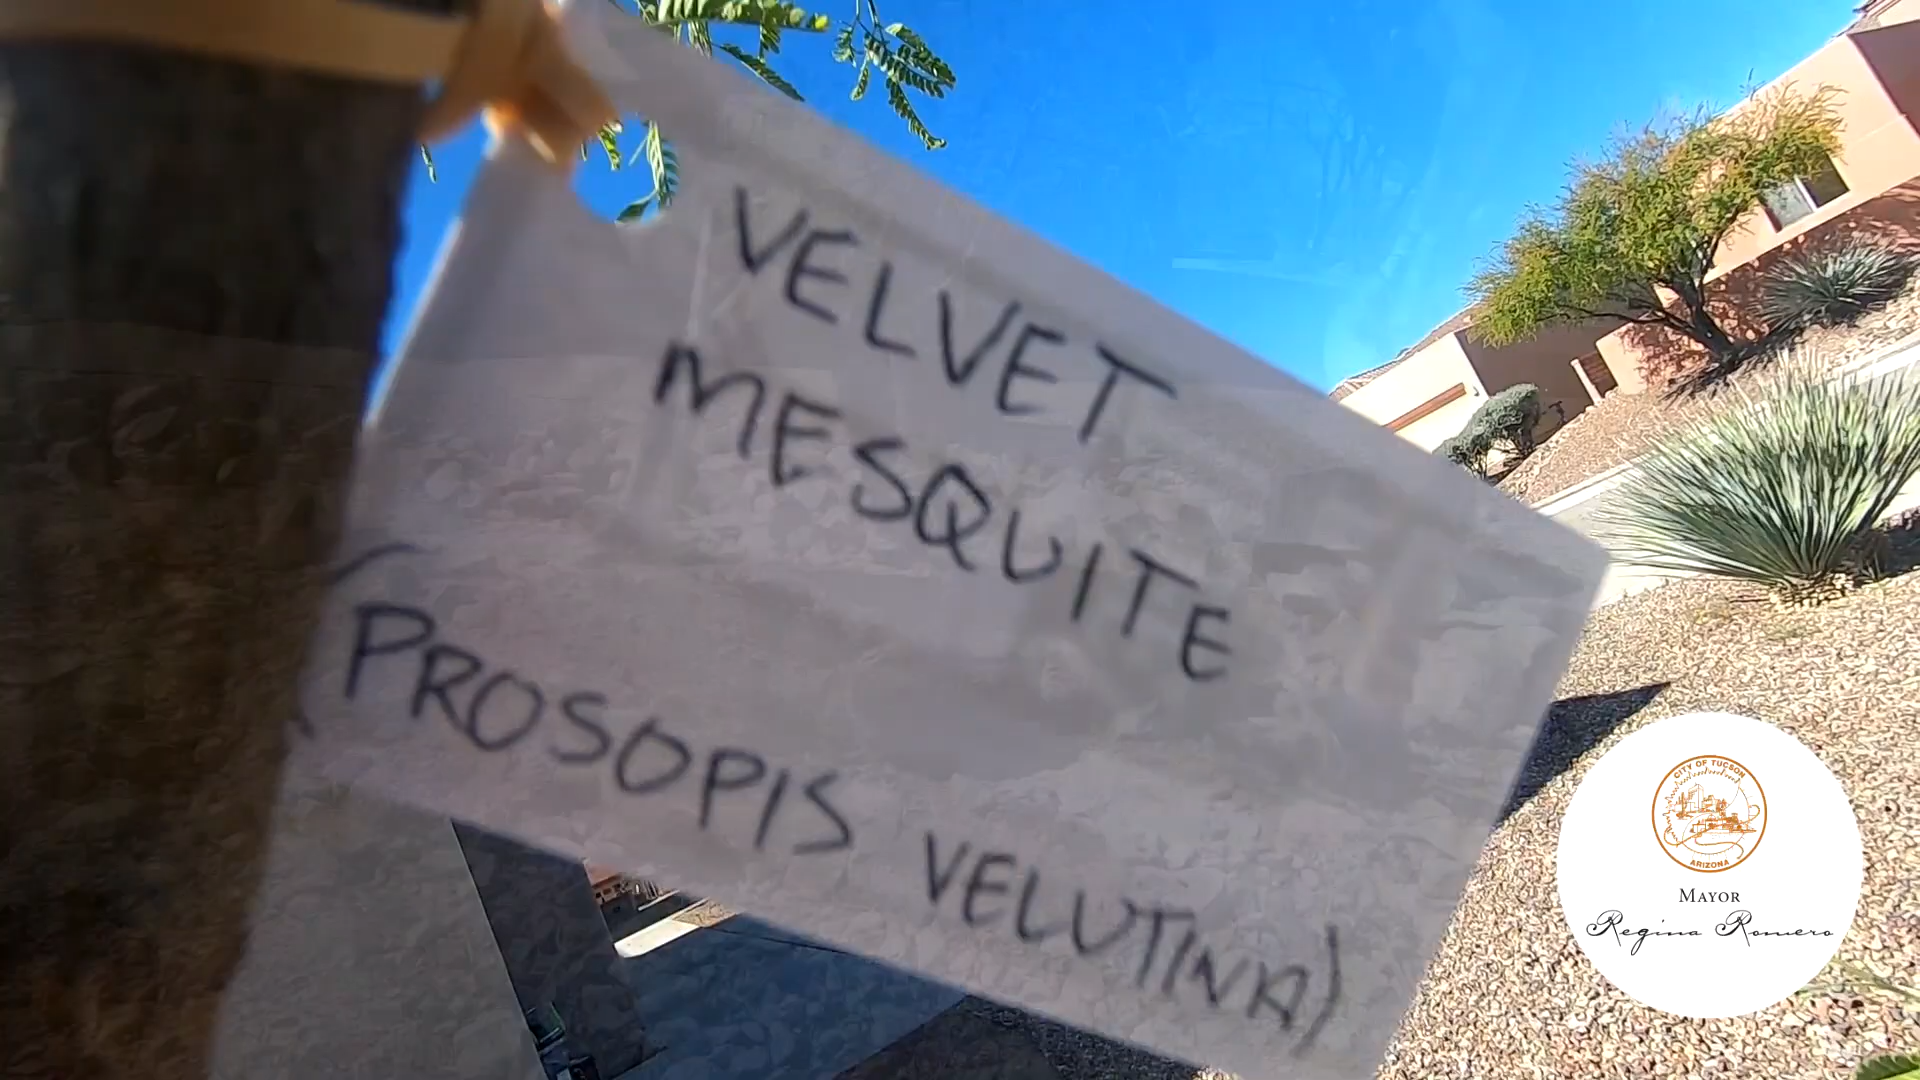 VELVET
MESQUITE
(PROSOPIS VELUTINA)
CITY OF TUCSON
ARIZONA
MAYOR
Regina Romero